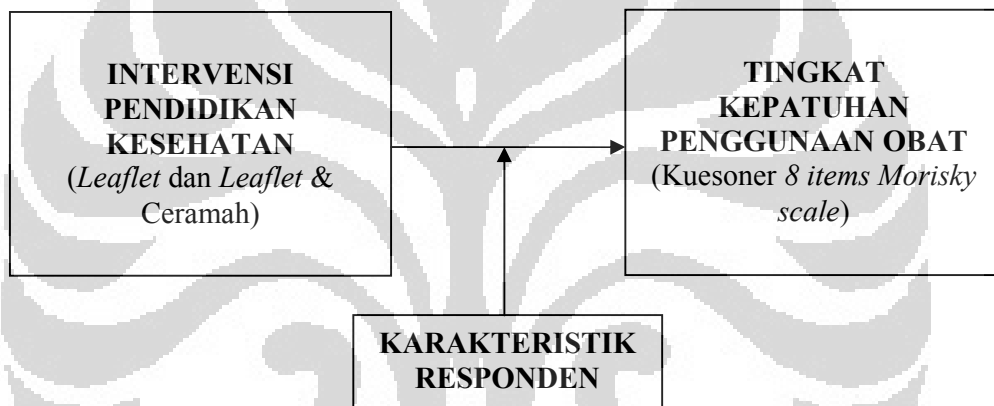 INTERVENSI
PENDIDIKAN
KESEHATAN
(Leaflet dan Leaflet &
Ceramah)
TINGKAT
KEPATUHAN
PENGGUNAAN OBAT
(Kuesoner 8 items Morisky
scale)
KARAKTERISTIK
RESPONDEN